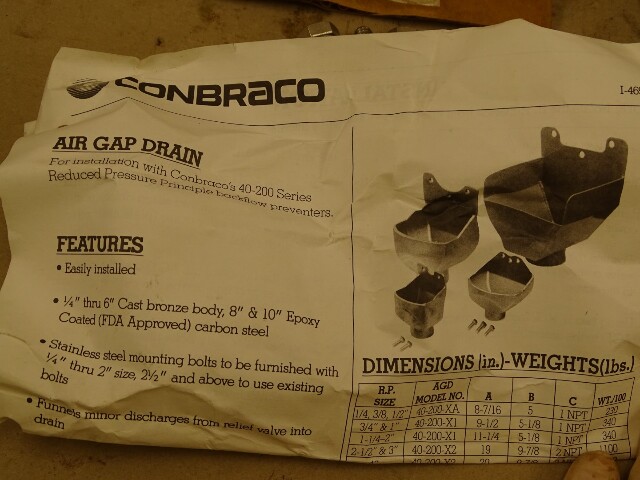 CONBRACO
I-465
AIR GAP DRAIN
For installation with Conbraco's 40-200 Series
Reduced Pressure Principle backflow preventers.
FEATURES
• Easily installed
• ¼" thru 6" Cast bronze body, 8" & 10" Epoxy
Coated (FDA Approved) carbon steel
• Stainless steel mounting bolts to be furnished with
¼" thru 2" size, 2½" and above to use existing
bolts
• Funnels minor discharges from relief valve into
drain
DIMENSIONS (in.)-WEIGHTS(lbs.)
R.P. SIZE AGD MODEL NO. A B C WT/100
1/4, 3/8, 1/2" 40-200-XA 8-7/16 5 1 NPT 220
3/4" & 1" 40-200-X1 9-1/2 5-1/8 1 NPT 340
1-1/4-2" 40-200-X1 11-1/4 5-1/8 1 NPT 340
2-1/2" & 3" 40-200-X2 19 9-7/8 2 NPT 1100